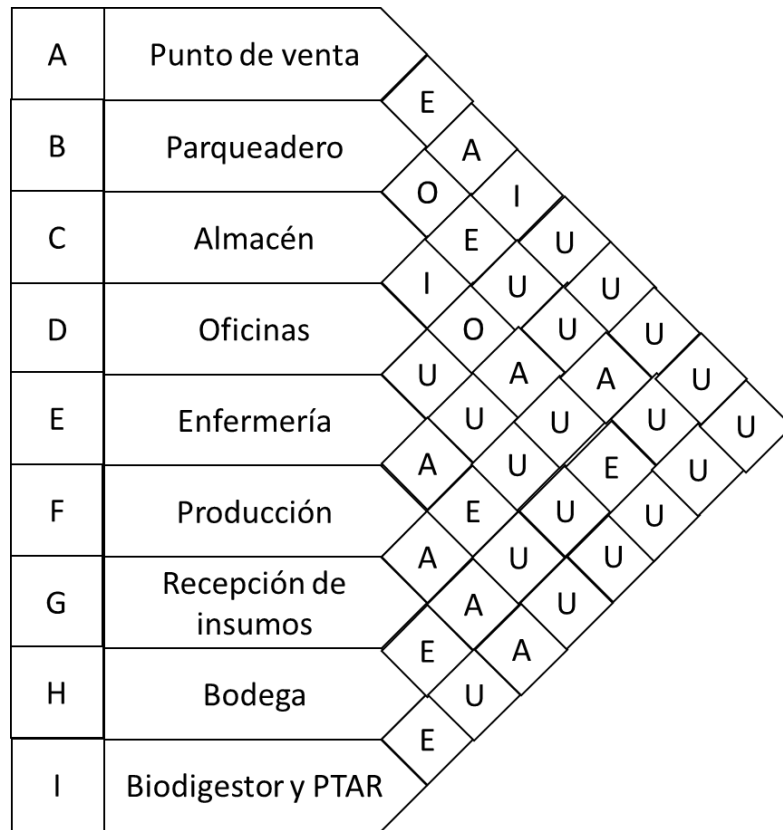 A Punto de venta
E
B Parqueadero A
O I
C Almacén E U
I U U
D Oficinas O U U
U A A U
E Enfermería U U U U
A U E U
F Producción E U U
A U U
G Recepción de
insumos A U
E A
H Bodega U
E
I Biodigestor y PTAR